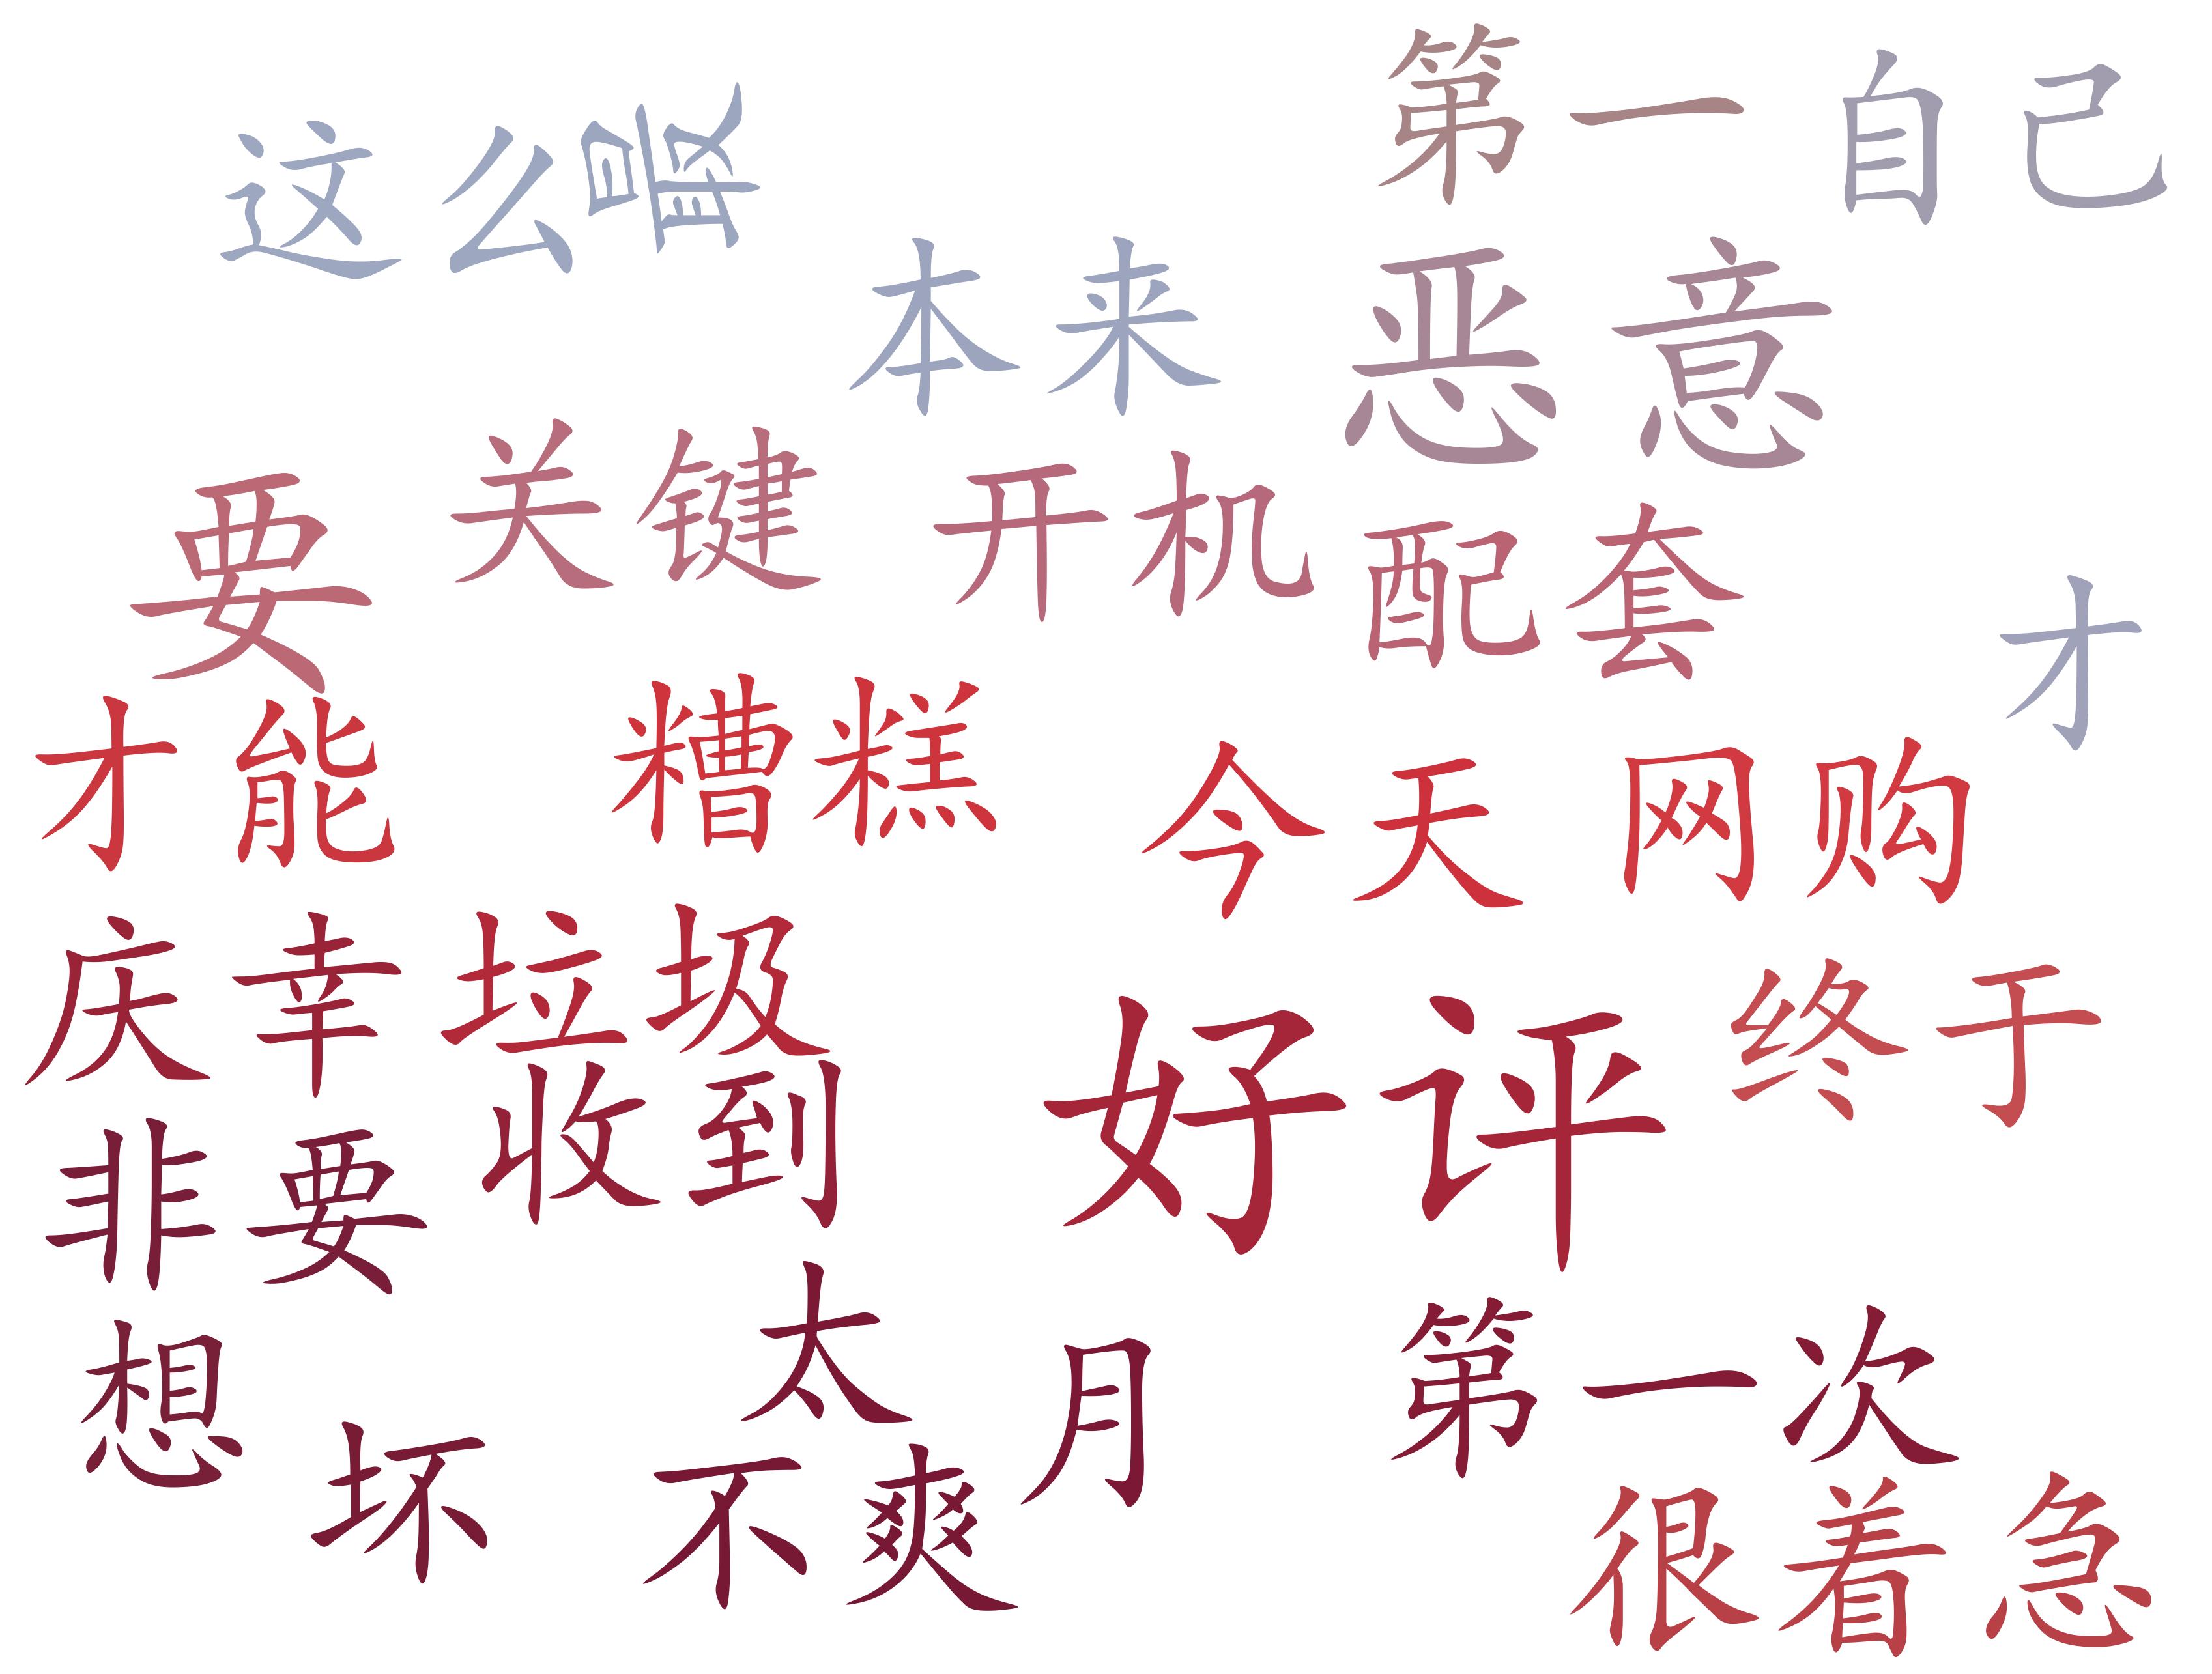 第一
自己
这么
本来
恶意
关键
要
开机
配套
才
才能
糟糕
今天
网购
庆幸
垃圾
好评
终于
收到
非要
太
月
第一次
想
坏
不爽
很着急